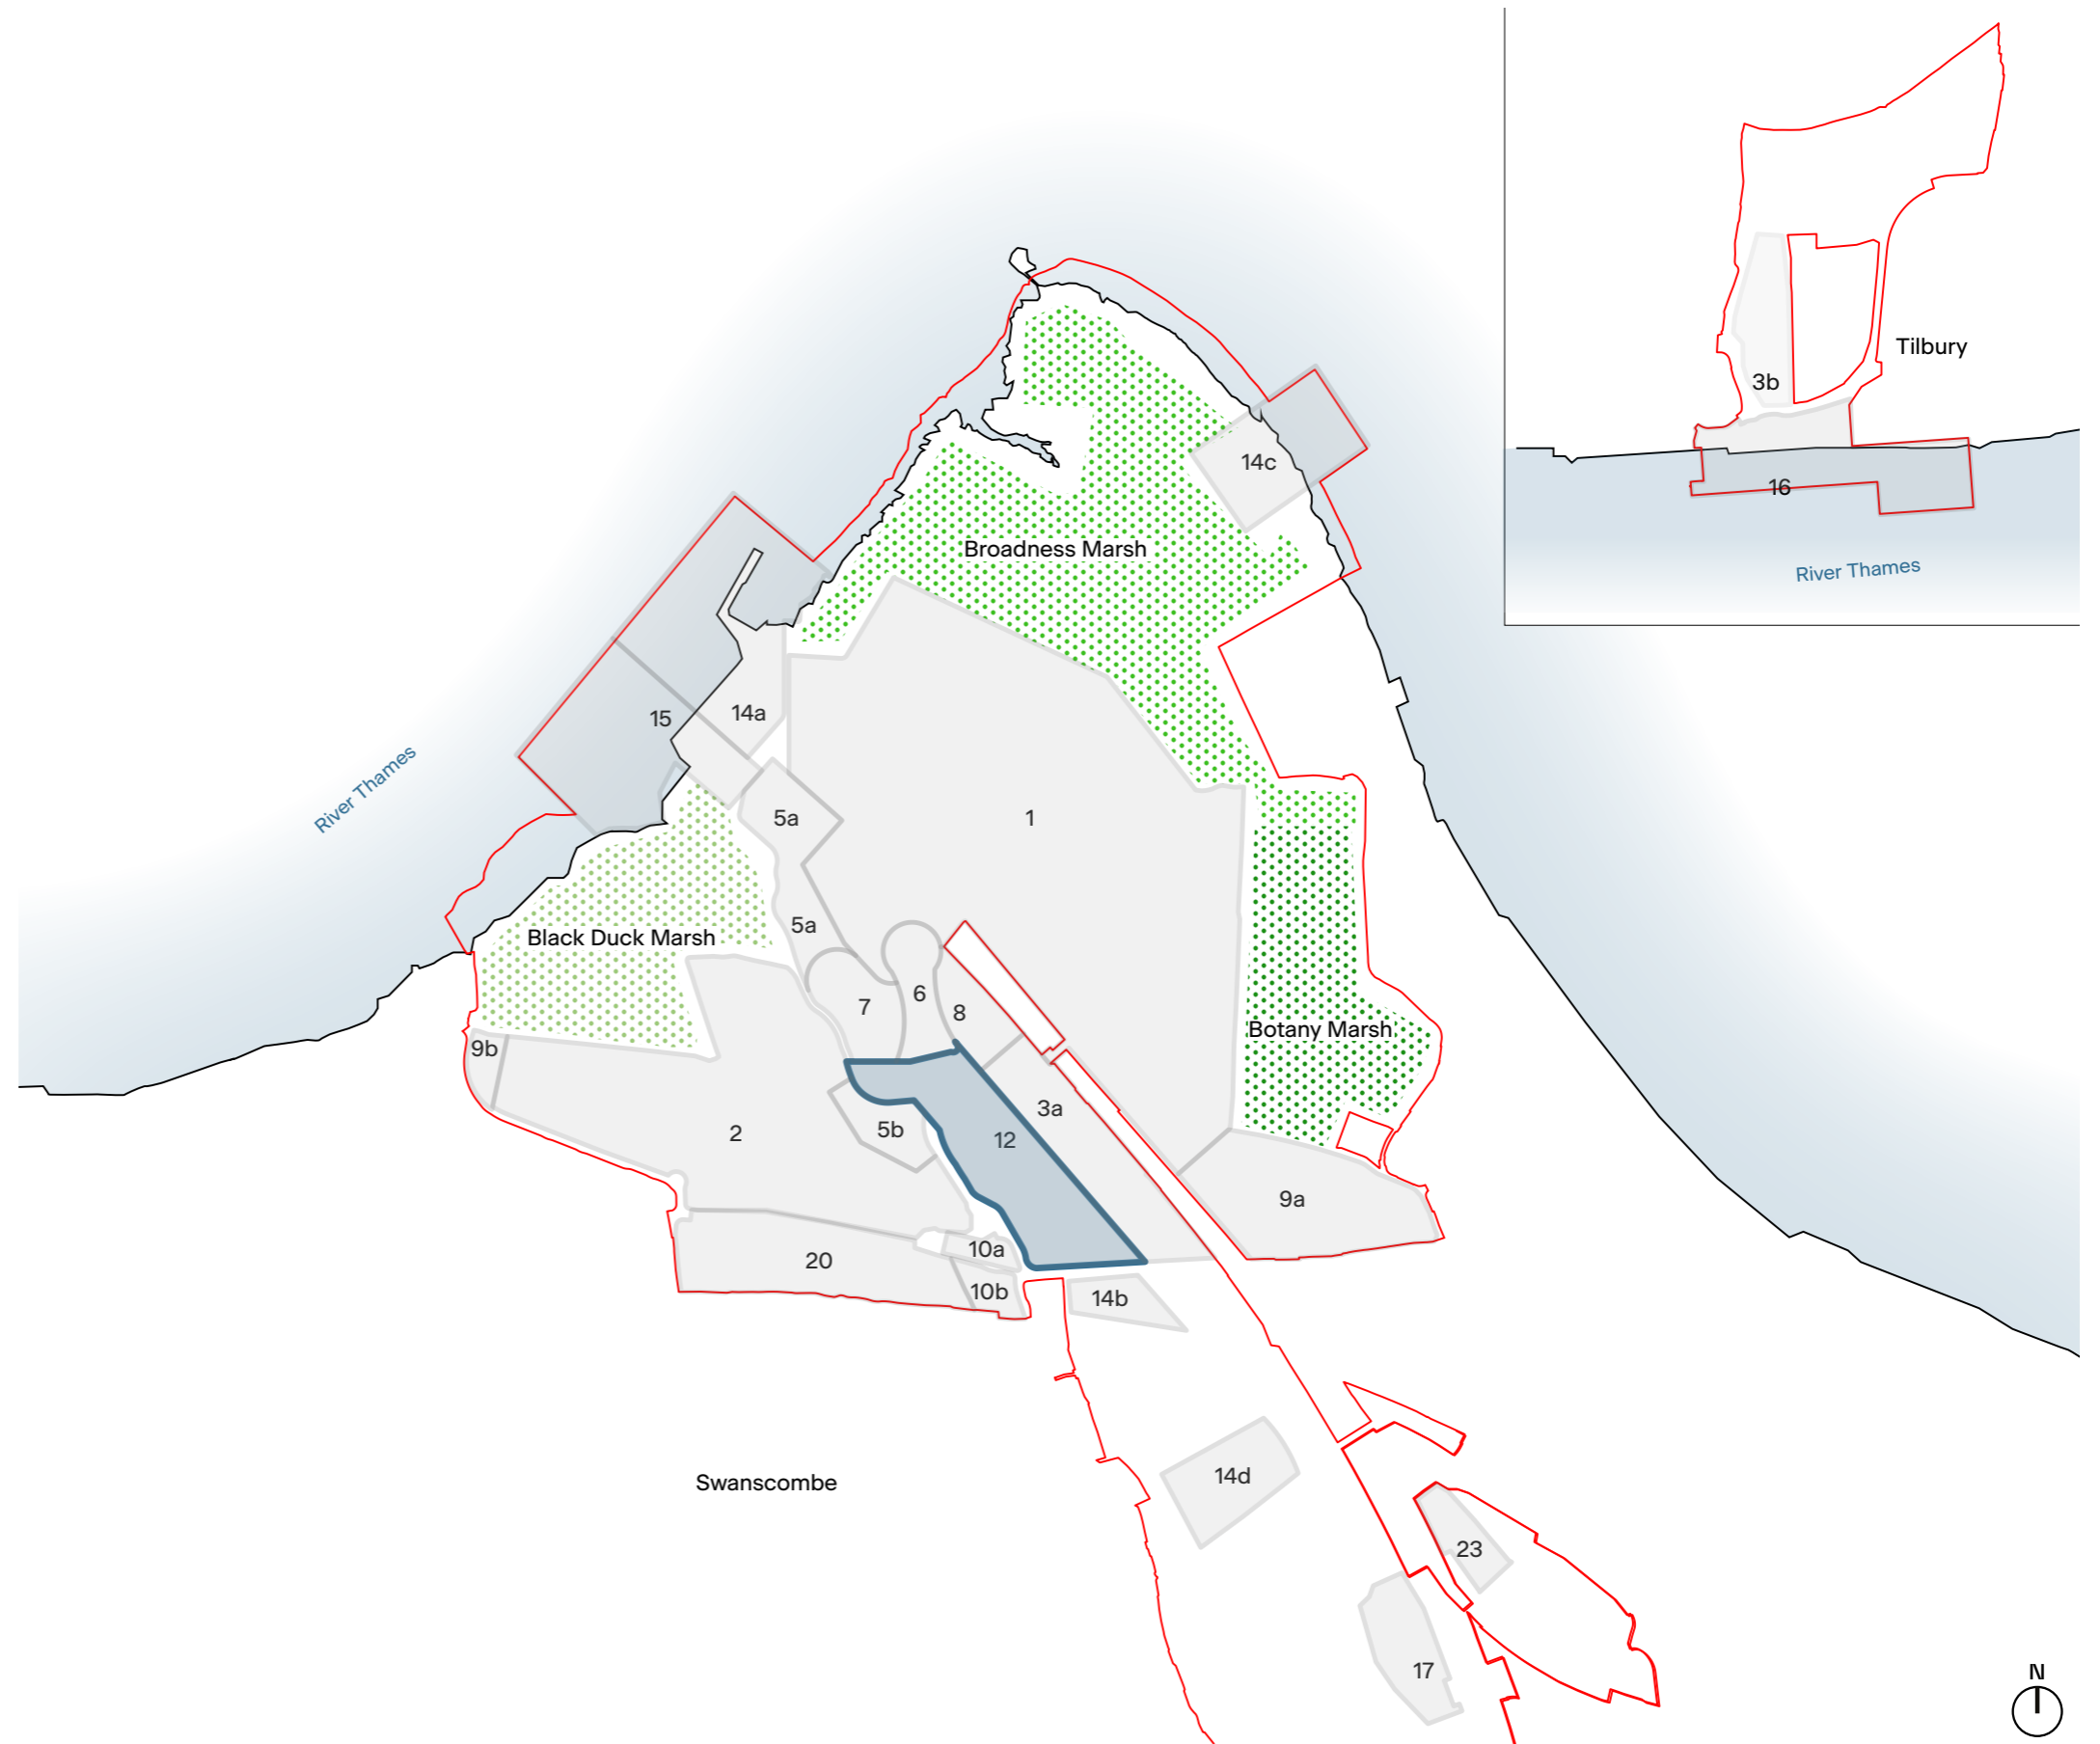 Tilbury
3b
16
River Thames
14c
Broadness Marsh
15
14a
River Thames
5a
1
5a
Black Duck Marsh
7
6
8
Botany Marsh
9b
3a
2
5b
12
9a
10a
20
10b
14b
Swanscombe
14d
23
17
N